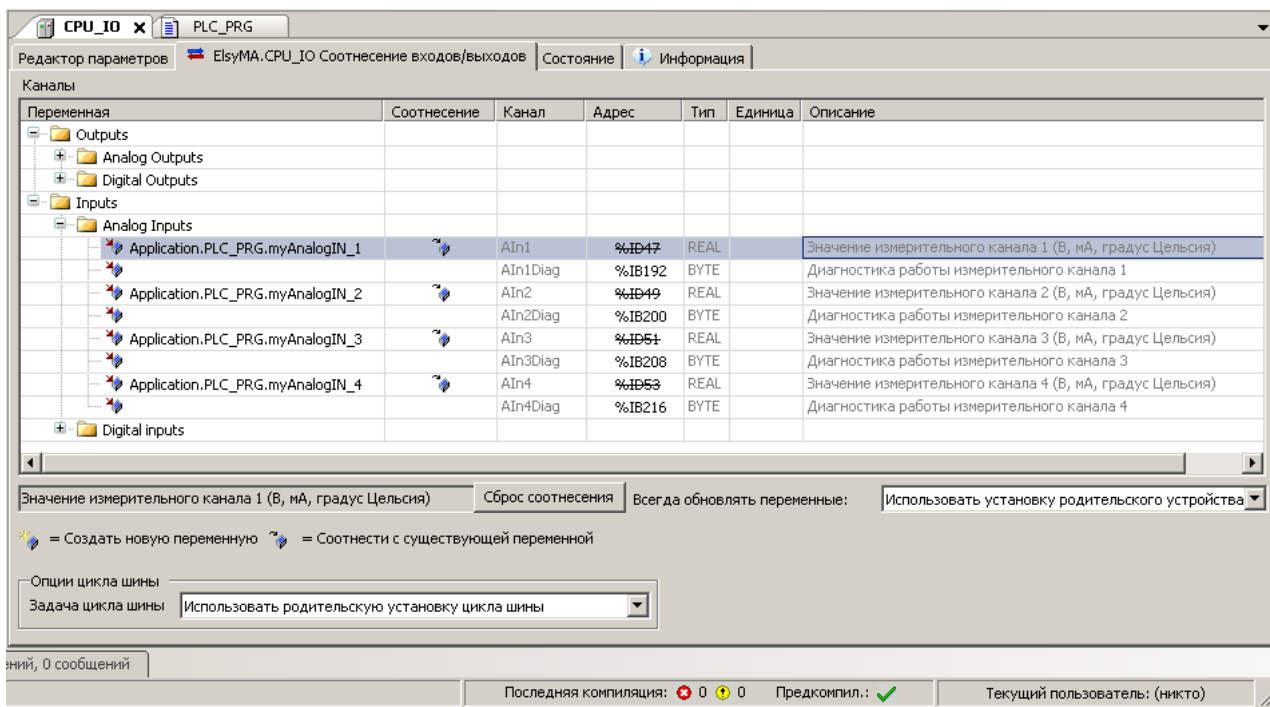 CPU_IO X PLC_PRG
Редактор параметров ElsyMA.CPU_IO Соотнесение входов/выходов Состояние Информация
Каналы
Переменная Соотнесение Канал Адрес Тип Единица Описание
Outputs
Analog Outputs
Digital Outputs
Inputs
Analog Inputs
Application.PLC_PRG.myAnalogIN_1 AIn1 %ID47 REAL Значение измерительного канала 1 (В, мА, градус Цельсия)
AIn1Diag %IB192 BYTE Диагностика работы измерительного канала 1
Application.PLC_PRG.myAnalogIN_2 AIn2 %ID49 REAL Значение измерительного канала 2 (В, мА, градус Цельсия)
AIn2Diag %IB200 BYTE Диагностика работы измерительного канала 2
Application.PLC_PRG.myAnalogIN_3 AIn3 %ID51 REAL Значение измерительного канала 3 (В, мА, градус Цельсия)
AIn3Diag %IB208 BYTE Диагностика работы измерительного канала 3
Application.PLC_PRG.myAnalogIN_4 AIn4 %ID53 REAL Значение измерительного канала 4 (В, мА, градус Цельсия)
AIn4Diag %IB216 BYTE Диагностика работы измерительного канала 4
Digital inputs
Значение измерительного канала 1 (В, мА, градус Цельсия) Сброс соотнесения Всегда обновлять переменные: Использовать установку родительского устройства
= Создать новую переменную = Соотнести с существующей переменной
Опции цикла шины
Задача цикла шины Использовать родительскую установку цикла шины
ений, 0 сообщений
Последняя компиляция: 0 0 Предкомпил.: Текущий пользователь: (никто)